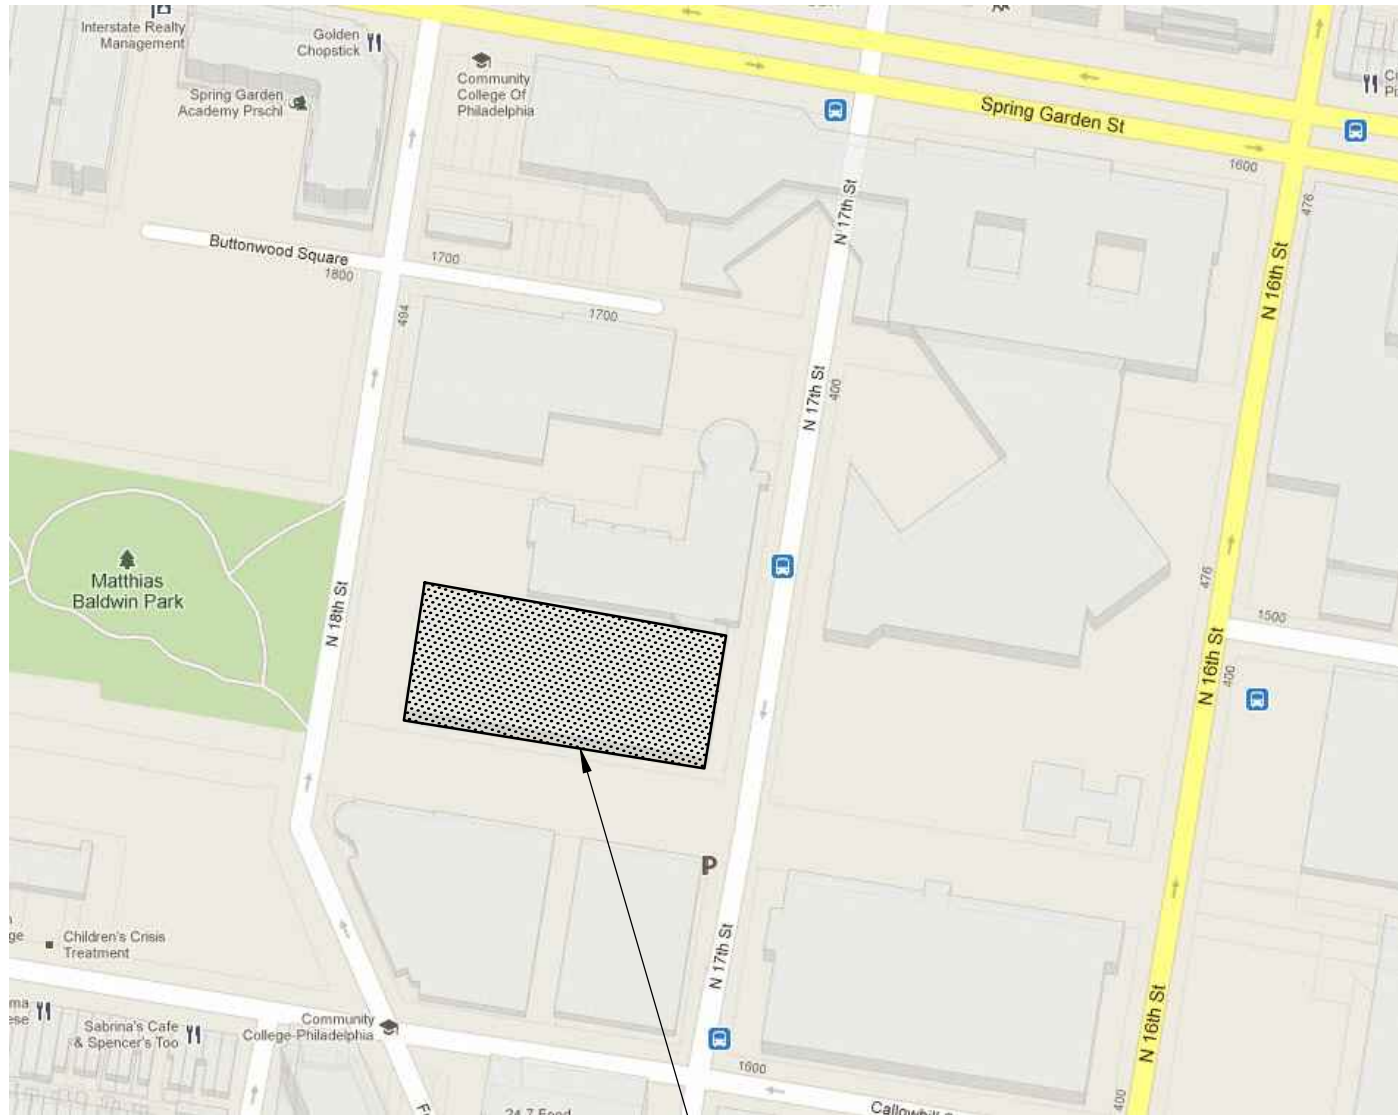 Interstate Realty
Management
Golden
Chopstick
Spring Garden
Academy Prschl
Community
College Of
Philadelphia
Spring Garden St
1600
476
N 17th St
Buttonwood Square
1800
1700
1700
494
N 16th St
N 17th St
400
Matthias
Baldwin Park
N 18th St
476
1500
N 16th St
400
P
Children's Crisis
Treatment
N 17th St
Sabrina's Cafe
& Spencer's Too
Community
College-Philadelphia
1600
N 16th St
400